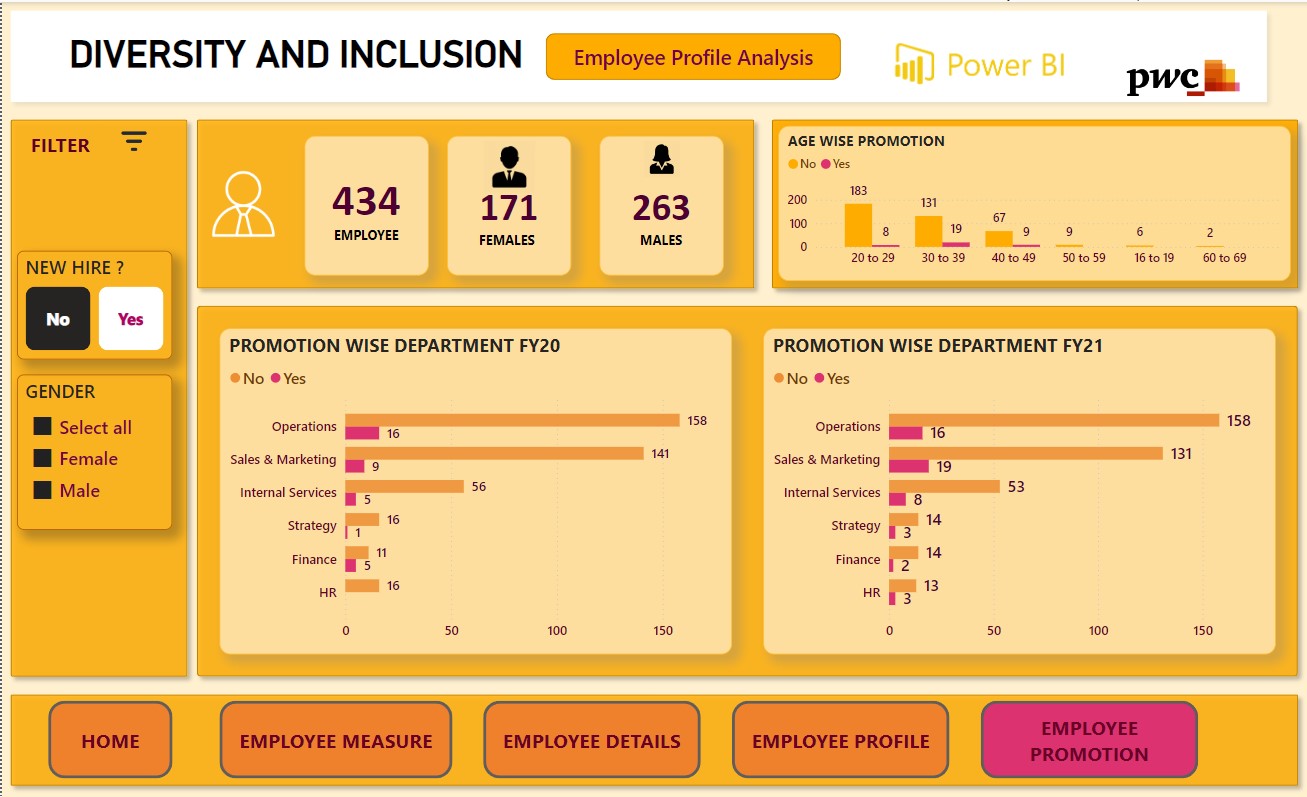 DIVERSITY AND INCLUSION
Employee Profile Analysis
Power BI
pwc
FILTER
NEW HIRE ?
No Yes
GENDER
Select all
Female
Male
434
EMPLOYEE
171
FEMALES
263
MALES
AGE WISE PROMOTION
No Yes
200
100
0
183 8
131 19
67 9
9
6
2
20 to 29 30 to 39 40 to 49 50 to 59 16 to 19 60 to 69
PROMOTION WISE DEPARTMENT FY20
No Yes
Operations 158
16
Sales & Marketing 141
9
Internal Services 56
5
Strategy 16
1
Finance 11
5
HR 16
0 50 100 150
PROMOTION WISE DEPARTMENT FY21
No Yes
Operations 158
16
Sales & Marketing 131
19
Internal Services 53
8
Strategy 14
3
Finance 14
2
HR 13
3
0 50 100 150
HOME
EMPLOYEE MEASURE
EMPLOYEE DETAILS
EMPLOYEE PROFILE
EMPLOYEE
PROMOTION